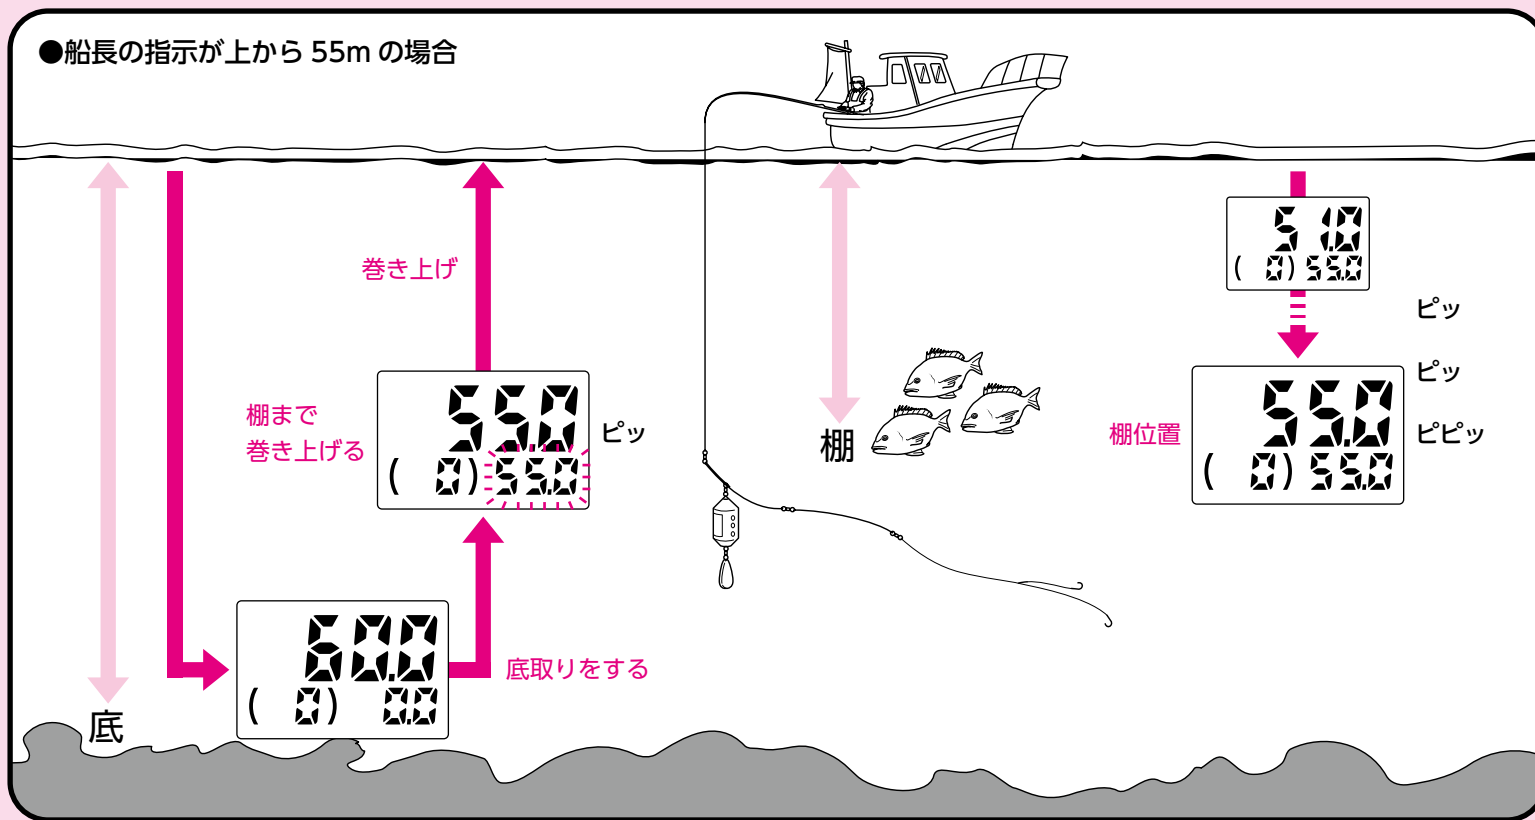 ●船長の指示が上から 55m の場合
巻き上げ
棚まで
巻き上げる
55.0
( 0) 55.0
ピッ
60.0
( 0) 0.0
底取りをする
底
棚
51.0
( 0) 55.0
ピッ
ピッ
棚位置
55.0
( 0) 55.0
ピピッ